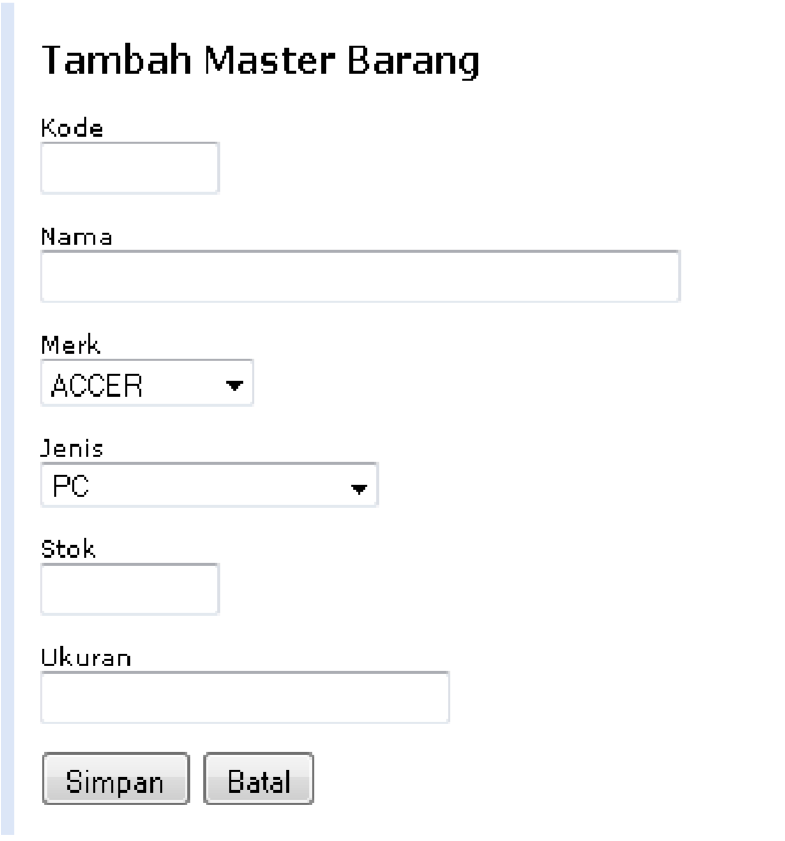 Tambah Master Barang
Kode
Nama
Merk
ACCER
Jenis
PC
Stok
Ukuran
Simpan Batal